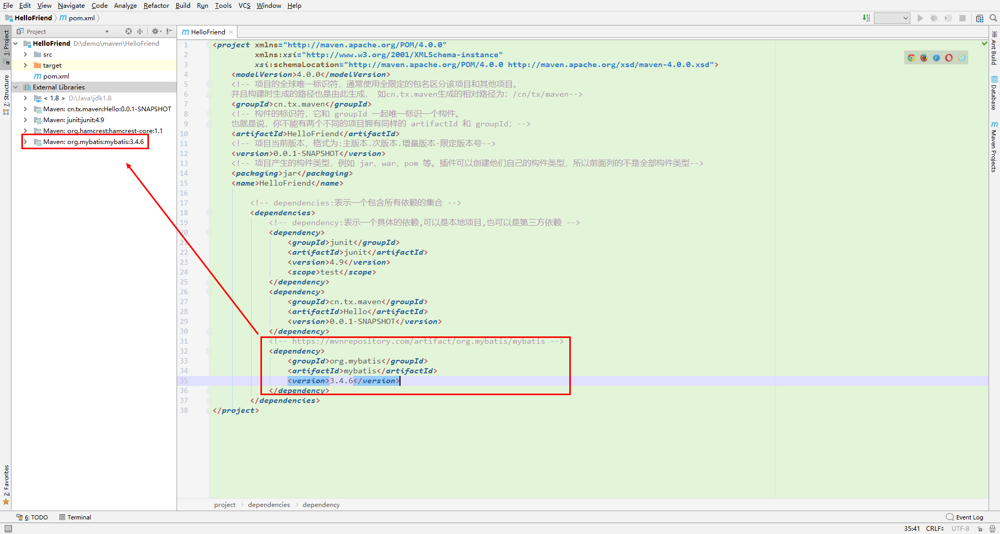 File Edit View Navigate Code Analyze Refactor Build Run Tools VCS Window Help
HelloFriend pom.xml
Project
HelloFriend D:\demo\maven\HelloFriend
src
target
pom.xml
External Libraries
< 1.8 > D:\Java\jdk1.8
Maven: cn.tx.maven:Hello:0.0.1-SNAPSHOT
Maven: junit:junit:4.9
Maven: org.hamcrest:hamcrest-core:1.1
Maven: org.mybatis:mybatis:3.4.6
1: Project
7: Structure
2: Favorites
HelloFriend
1 <project xmlns="http://maven.apache.org/POM/4.0.0"
2 xmlns:xsi="http://www.w3.org/2001/XMLSchema-instance"
3 xsi:schemaLocation="http://maven.apache.org/POM/4.0.0 http://maven.apache.org/xsd/maven-4.0.0.xsd">
4 <modelVersion>4.0.0</modelVersion>
5 <!-- 项目的全球唯一标识符，通常使用全限定的包名区分该项目和其他项目。
6 并且构建时生成的路径也是由此生成， 如cn.tx.maven生成的相对路径为：/cn/tx/maven-->
7 <groupId>cn.tx.maven</groupId>
8 <!-- 构件的标识符，它和 groupId 一起唯一标识一个构件。
9 也就是说，你不能有两个不同的项目拥有同样的 artifactId 和 groupId；-->
10 <artifactId>HelloFriend</artifactId>
11 <!-- 项目当前版本，格式为:主版本.次版本.增量版本-限定版本号-->
12 <version>0.0.1-SNAPSHOT</version>
13 <!-- 项目产生的构件类型，例如 jar、war、pom 等。插件可以创建他们自己的构件类型，所以前面列的不是全部构件类型-->
14 <packaging>jar</packaging>
15 <name>HelloFriend</name>
16
17 <!-- dependencies:表示一个包含所有依赖的集合 -->
18 <dependencies>
19 <!-- dependency:表示一个具体的依赖,可以是本地项目,也可以是第三方依赖 -->
20 <dependency>
21 <groupId>junit</groupId>
22 <artifactId>junit</artifactId>
23 <version>4.9</version>
24 <scope>test</scope>
25 </dependency>
26 <dependency>
27 <groupId>cn.tx.maven</groupId>
28 <artifactId>Hello</artifactId>
29 <version>0.0.1-SNAPSHOT</version>
30 </dependency>
31 <!-- https://mvnrepository.com/artifact/org.mybatis/mybatis -->
32 <dependency>
33 <groupId>org.mybatis</groupId>
34 <artifactId>mybatis</artifactId>
35 <version>3.4.6</version>
36 </dependency>
37 </dependencies>
38 </project>
Ant Build
Database
Maven Projects
project dependencies dependency
6: TODO Terminal Event Log
35:41 CRLF UTF-8